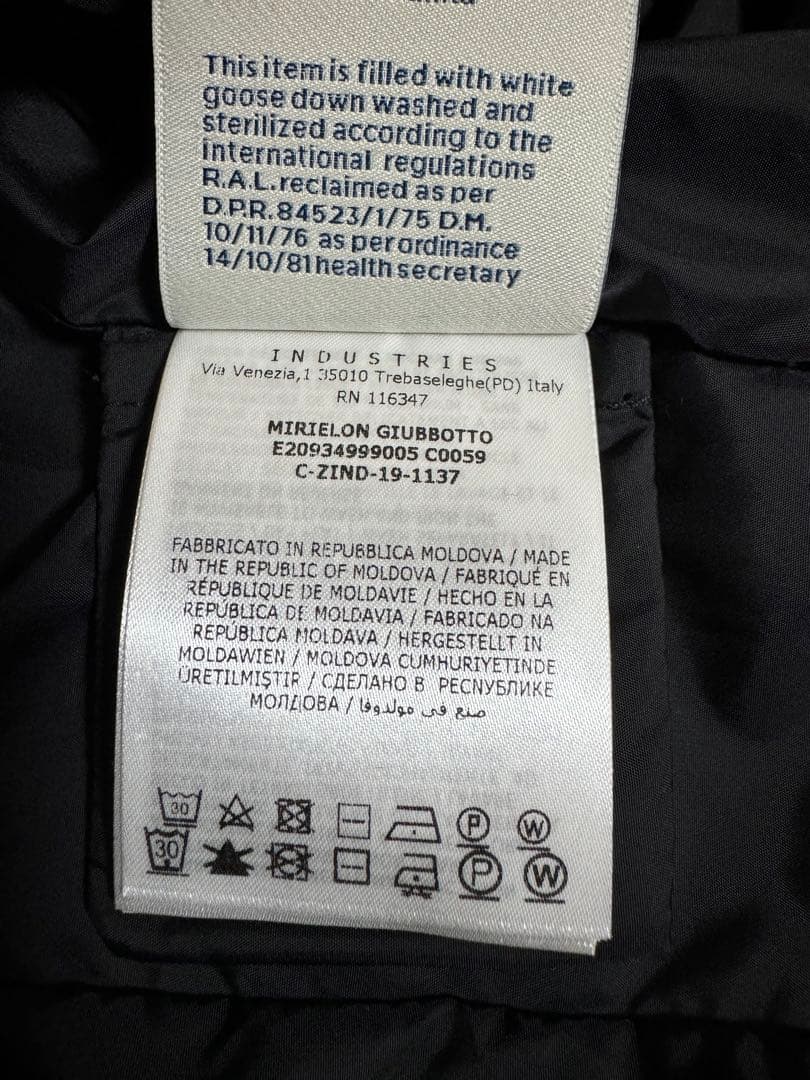 This item is filled with white
goose down washed and
sterilized according to the
international regulations
R.A.L. reclaimed as per
D.P.R. 84523/1/75 D.M.
10/11/76 as per ordinance
14/10/81 health secretary
INDUSTRIES
Via Venezia,1 35010 Trebaseleghe(PD) Italy
RN 116347
MIRIELON GIUBBOTTO
E20934999005 C0059
C-ZIND-19-1137
FABBRICATO IN REPUBBLICA MOLDOVA / MADE
IN THE REPUBLIC OF MOLDOVA / FABRIQUÉ EN
RÉPUBLIQUE DE MOLDAVIE / HECHO EN LA
REPÚBLICA DE MOLDAVIA / FABRICADO NA
REPÚBLICA MOLDAVA / HERGESTELLT IN
MOLDAWIEN / MOLDOVA CUMHURIYETINDE
ÜRETILMIŞTIR / СДЕЛАНО В РЕСПУБЛИКЕ
МОЛДОВА / صنع في مولدوفا
30 P W
30 P W